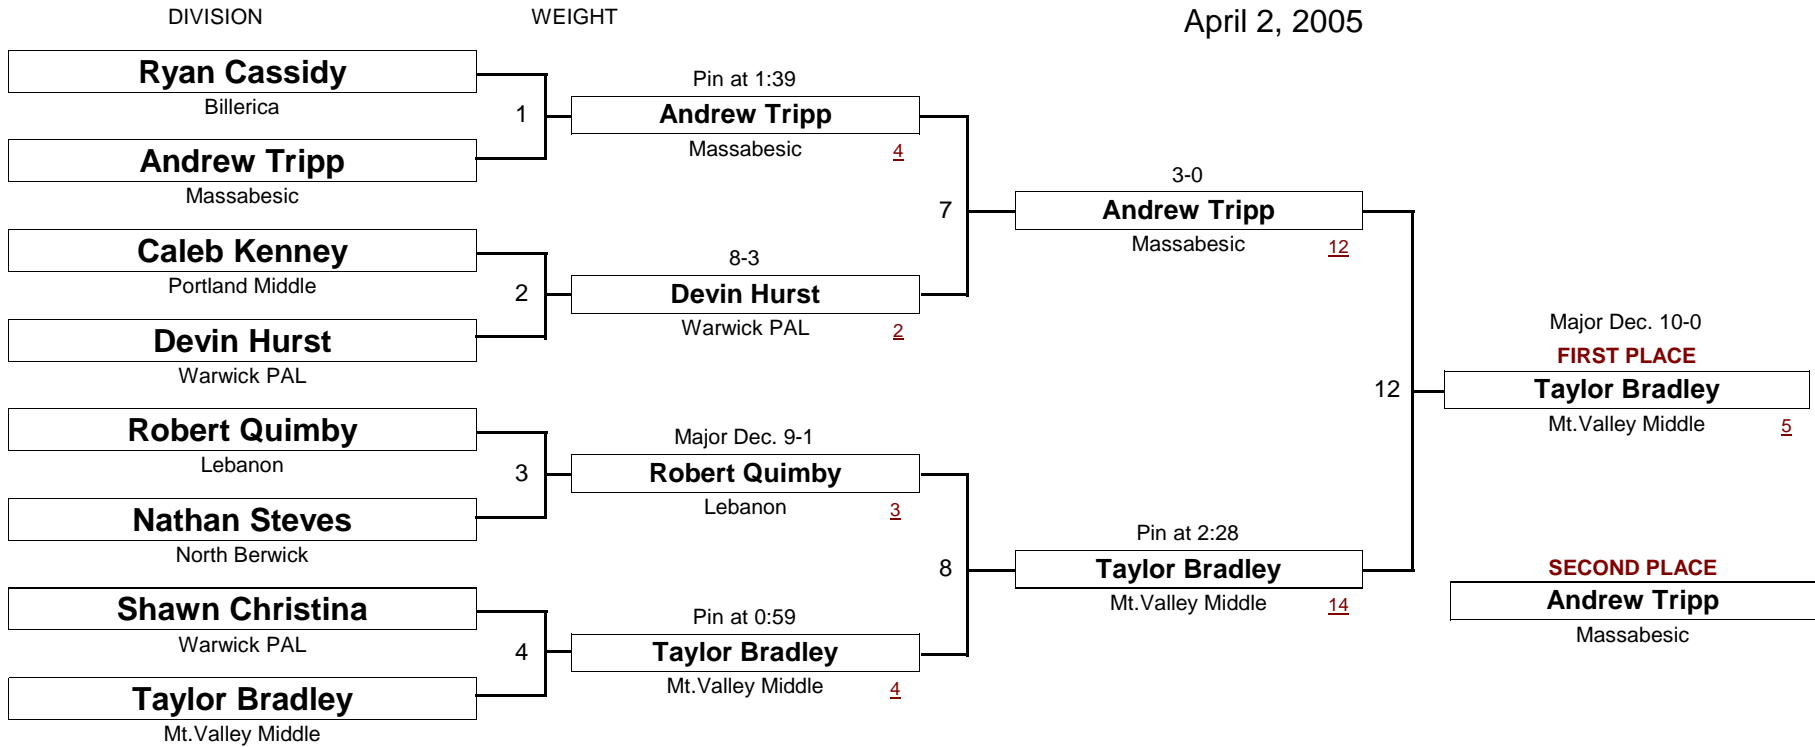 DIVISION
WEIGHT
April 2, 2005
Ryan Cassidy
Billerica
1
Andrew Tripp
Massabesic
Caleb Kenney
Portland Middle
2
Devin Hurst
Warwick PAL
Robert Quimby
Lebanon
3
Nathan Steves
North Berwick
Shawn Christina
Warwick PAL
4
Taylor Bradley
Mt.Valley Middle
Pin at 1:39
Andrew Tripp
Massabesic 4
7
8-3
Devin Hurst
Warwick PAL 2
Major Dec. 9-1
Robert Quimby
Lebanon 3
8
Pin at 0:59
Taylor Bradley
Mt.Valley Middle 4
3-0
Andrew Tripp
Massabesic 12
12
Pin at 2:28
Taylor Bradley
Mt.Valley Middle 14
Major Dec. 10-0
FIRST PLACE
Taylor Bradley
Mt.Valley Middle 5
SECOND PLACE
Andrew Tripp
Massabesic